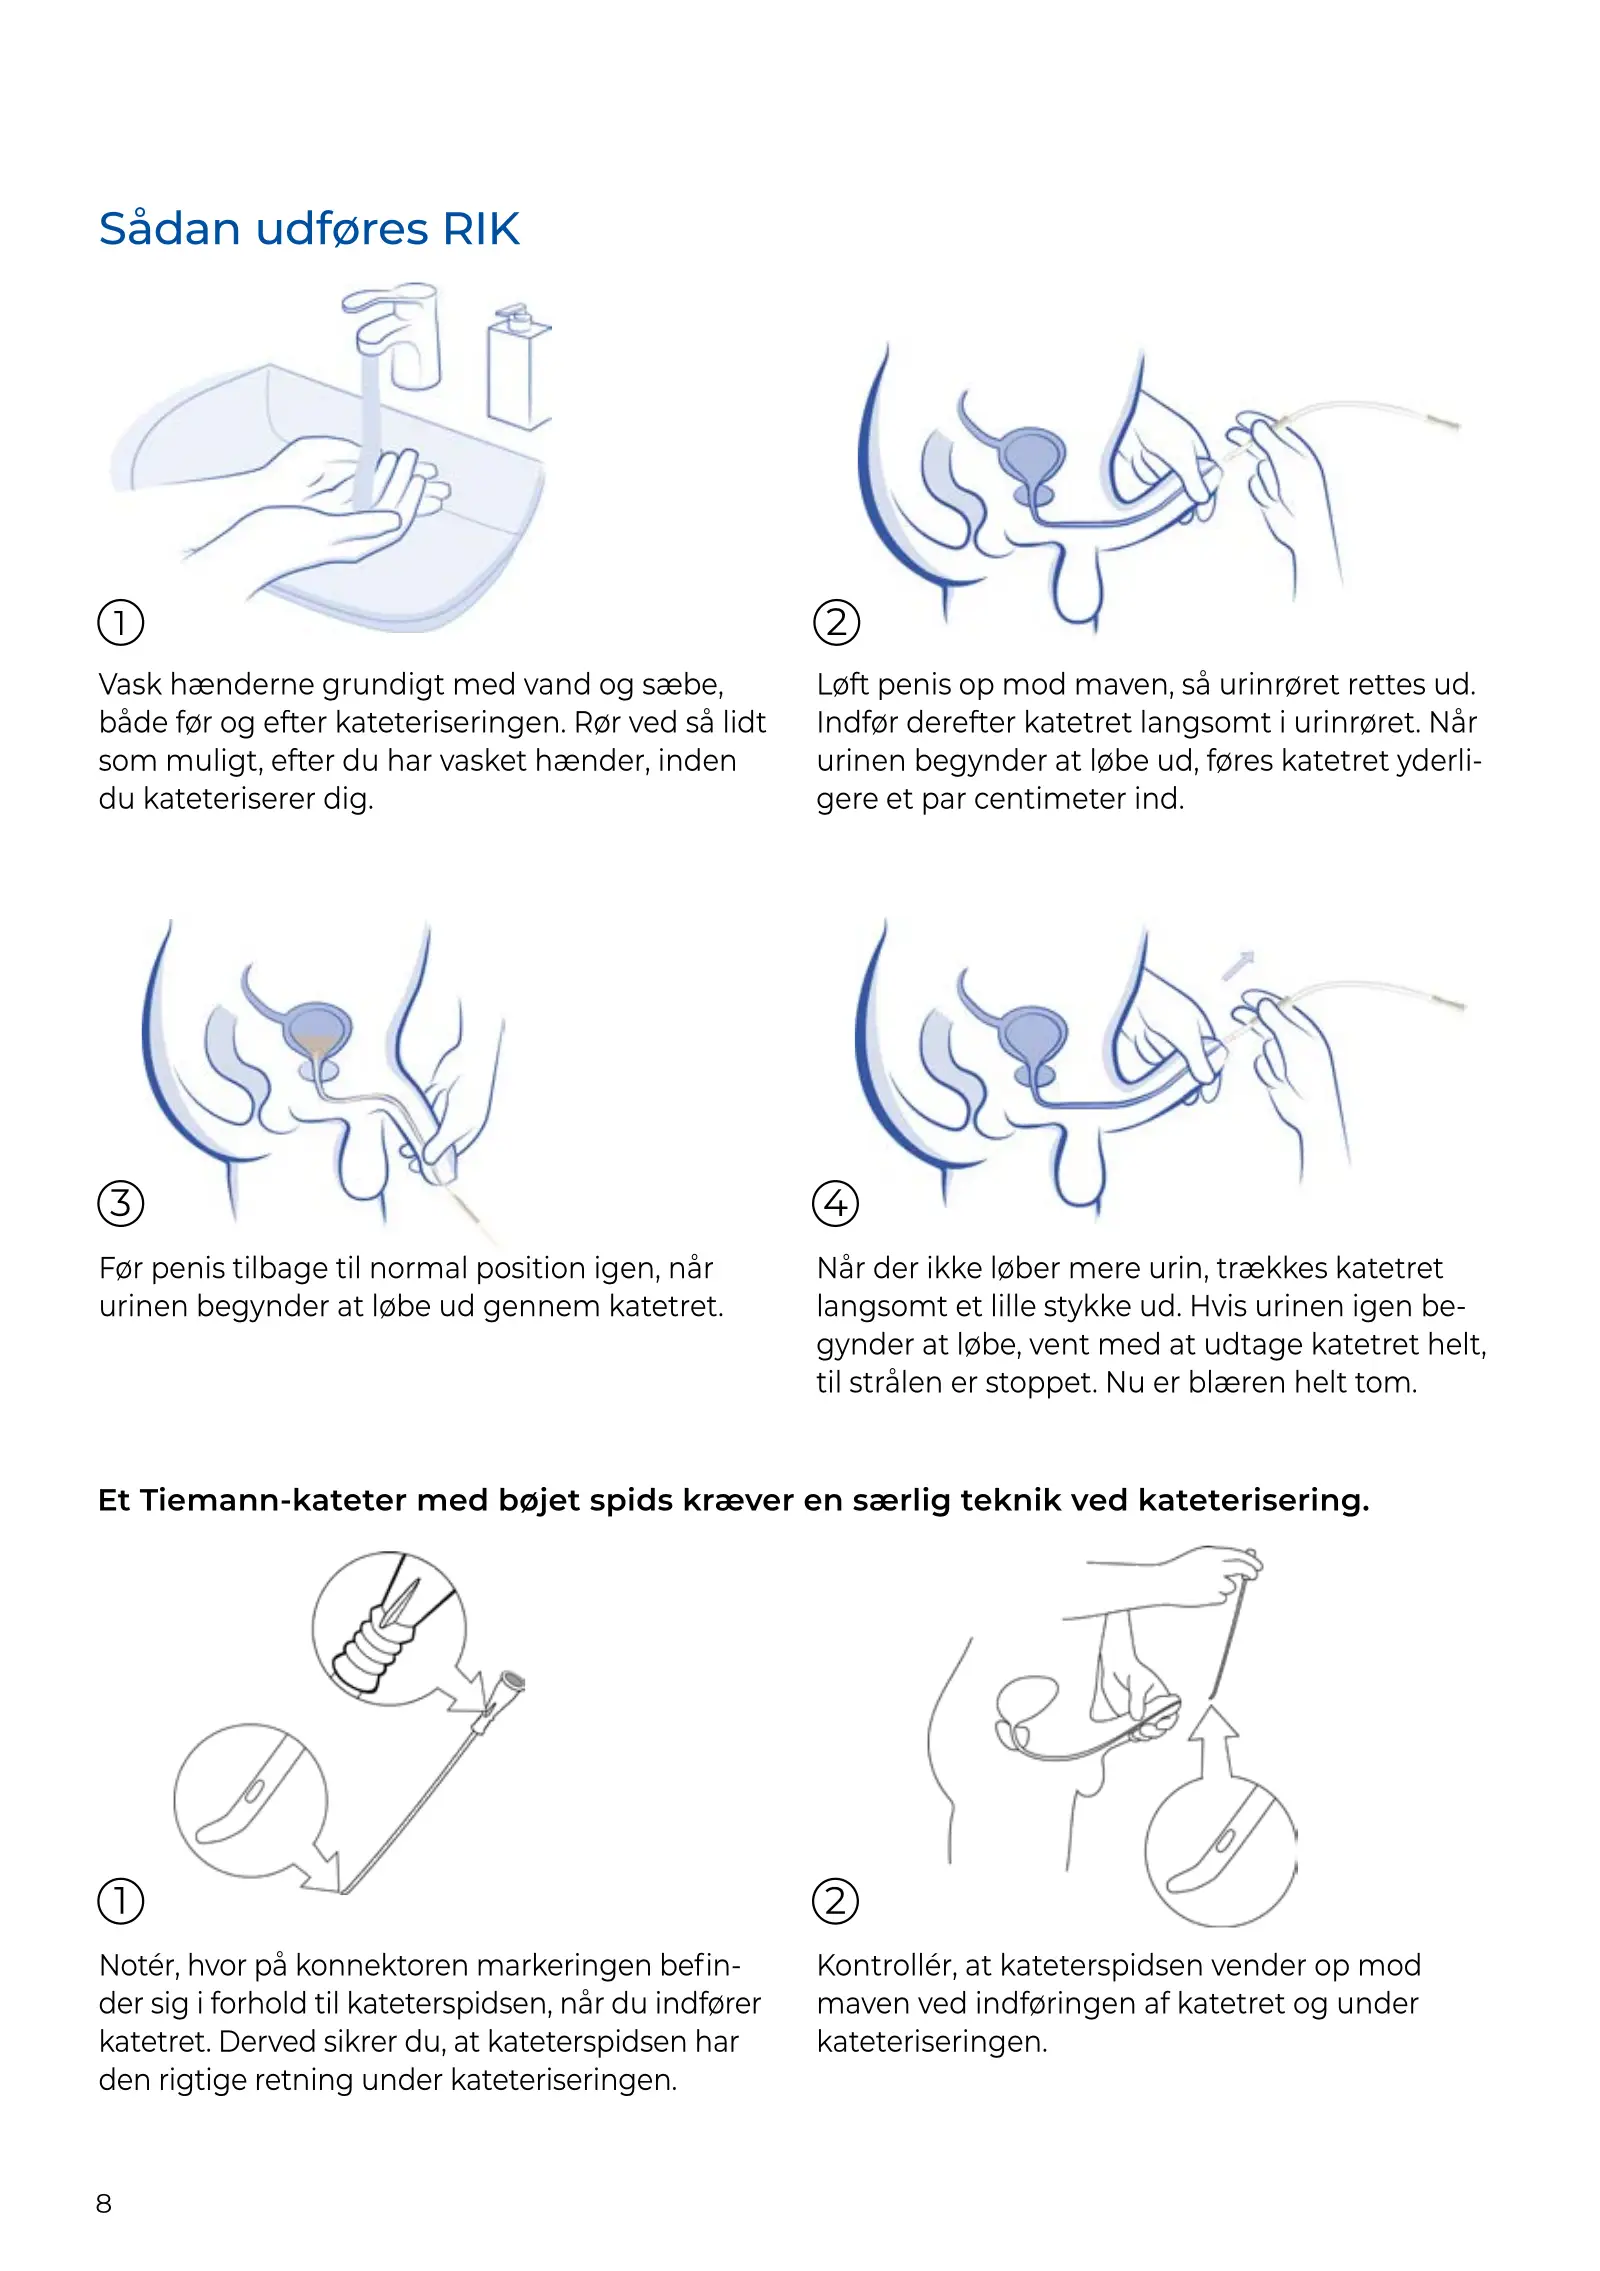 Sådan udføres RIK
1
Vask hænderne grundigt med vand og sæbe,
både før og efter kateteriseringen. Rør ved så lidt
som muligt, efter du har vasket hænder, inden
du kateteriserer dig.
2
Løft penis op mod maven, så urinrøret rettes ud.
Indfør derefter katetret langsomt i urinrøret. Når
urinen begynder at løbe ud, føres katetret yderli-
gere et par centimeter ind.
3
Før penis tilbage til normal position igen, når
urinen begynder at løbe ud gennem katetret.
4
Når der ikke løber mere urin, trækkes katetret
langsomt et lille stykke ud. Hvis urinen igen be-
gynder at løbe, vent med at udtage katetret helt,
til strålen er stoppet. Nu er blæren helt tom.
Et Tiemann-kateter med bøjet spids kræver en særlig teknik ved kateterisering.
1
Notér, hvor på konnektoren markeringen befin-
der sig i forhold til kateterspidsen, når du indfører
katetret. Derved sikrer du, at kateterspidsen har
den rigtige retning under kateteriseringen.
2
Kontrollér, at kateterspidsen vender op mod
maven ved indføringen af katetret og under
kateteriseringen.
8